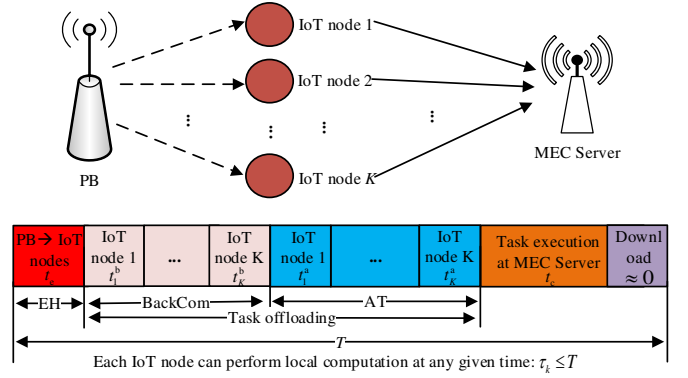 IoT node 1
IoT node 2
⋮
⋮
⋮
⋮
PB
IoT node K
MEC Server
PB→ IoT nodes t_e
IoT node 1 t_1^b
...
IoT node K t_K^b
IoT node 1 t_1^a
...
IoT node K t_K^a
Task execution at MEC Server t_c
Downl oad ≈ 0
EH
BackCom
AT
Task offloading
T
Each IoT node can perform local computation at any given time: τ_k ≤ T